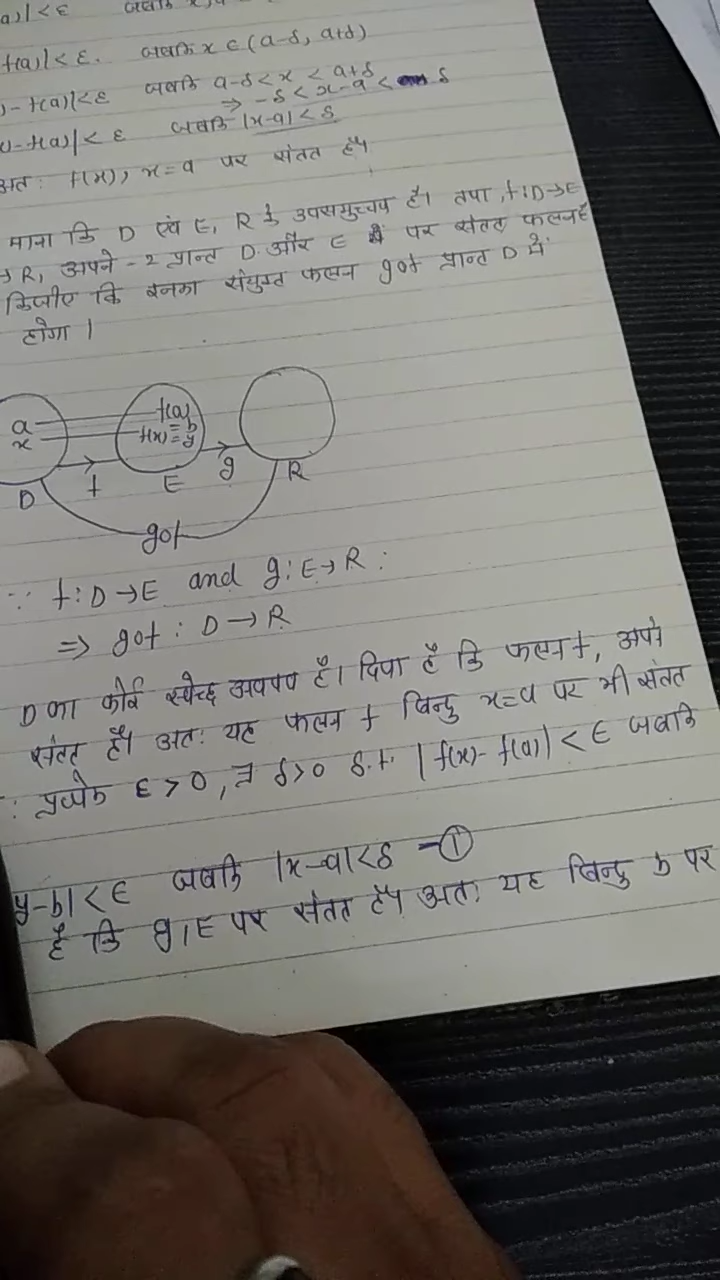 a)| < ε जबकि
f(a)| < ε. जबकि x ∈ (a-δ, a+δ)
)- f(a)| < ε जबकि a-δ < x < a+δ
⇒ -δ < x-a < δ
)-f(a)| < ε जबकि |x-a| < δ
अतः f(x), x=a पर संतत है।
माना कि D एवं E, R के उपसमुच्चय है। तथा, f:D→E
→ R, अपने -2 प्रान्त D और E पर संतत फलन है
किजीए कि इनका संयुक्त फलन gof प्रान्त D में
होगा।
a f(a)
= b
x f(x) = y
D f E g R
gof
∵ f:D→E and g:E→R:
⇒ gof : D→R
D का कोई स्वेच्छ अवयव है। दिया है कि फलन f, अपने
संतत है। अतः यह फलन f बिन्दु x=a पर भी संतत
: प्रत्येक ε > 0, ∃ δ>0 s.t. |f(x)- f(a)| < ε जबकि
y-b| < ε जबकि |x-a| < δ -①
है कि g, E पर संतत है। अतः यह बिन्दु b पर